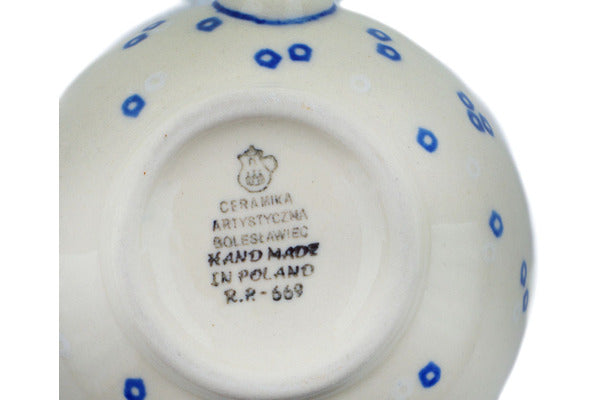 CERAMIKA
ARTYSTYCZNA
BOLESŁAWIEC
HAND MADE
IN POLAND
R.R-669